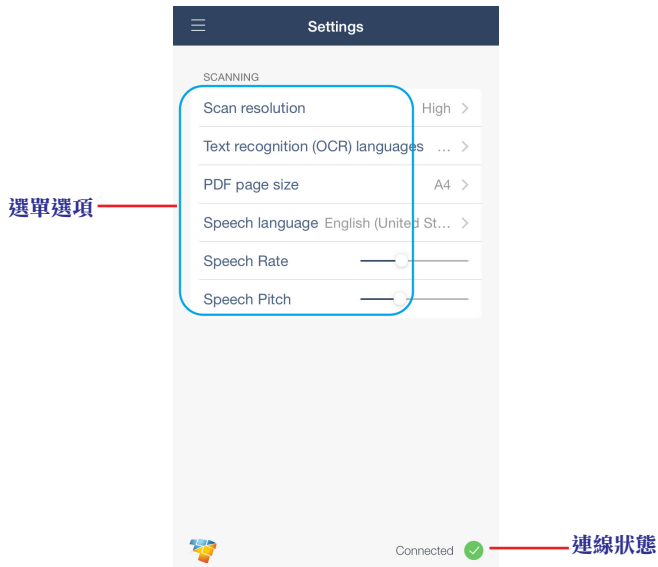 Settings
SCANNING
Scan resolution High
Text recognition (OCR) languages ...
PDF page size A4
選單選項
Speech language English (United St...
Speech Rate
Speech Pitch
Connected
連線狀態